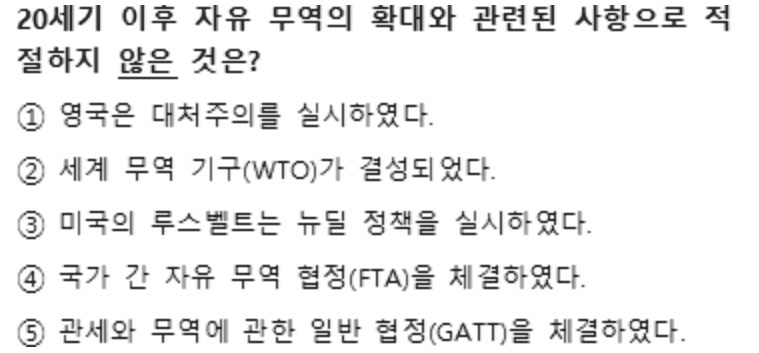 20세기 이후 자유 무역의 확대와 관련된 사항으로 적
절하지 않은 것은?
① 영국은 대처주의를 실시하였다.
② 세계 무역 기구(WTO)가 결성되었다.
③ 미국의 루스벨트는 뉴딜 정책을 실시하였다.
④ 국가 간 자유 무역 협정(FTA)을 체결하였다.
⑤ 관세와 무역에 관한 일반 협정(GATT)을 체결하였다.